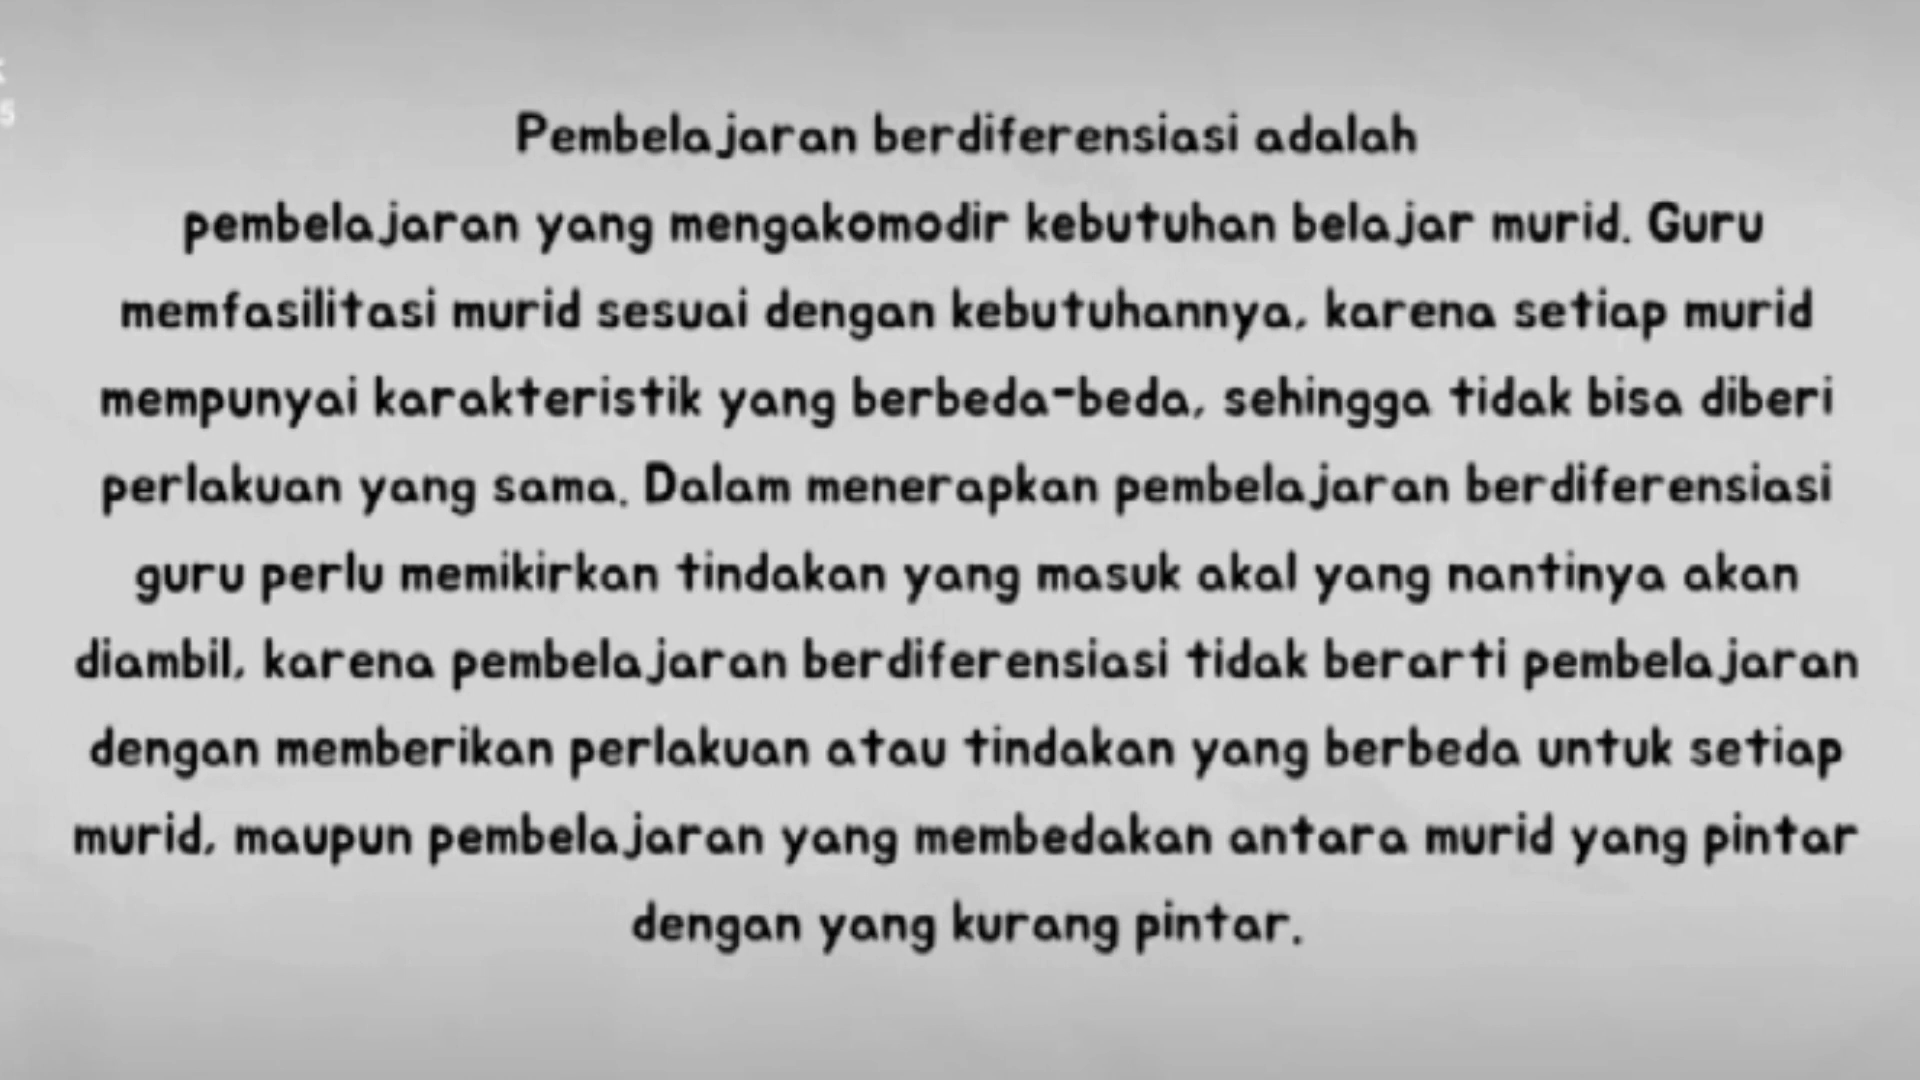 Pembelajaran berdiferensiasi adalah
pembelajaran yang mengakomodir kebutuhan belajar murid. Guru
memfasilitasi murid sesuai dengan kebutuhannya, karena setiap murid
mempunyai karakteristik yang berbeda-beda, sehingga tidak bisa diberi
perlakuan yang sama. Dalam menerapkan pembelajaran berdiferensiasi
guru perlu memikirkan tindakan yang masuk akal yang nantinya akan
diambil, karena pembelajaran berdiferensiasi tidak berarti pembelajaran
dengan memberikan perlakuan atau tindakan yang berbeda untuk setiap
murid, maupun pembelajaran yang membedakan antara murid yang pintar
dengan yang kurang pintar.